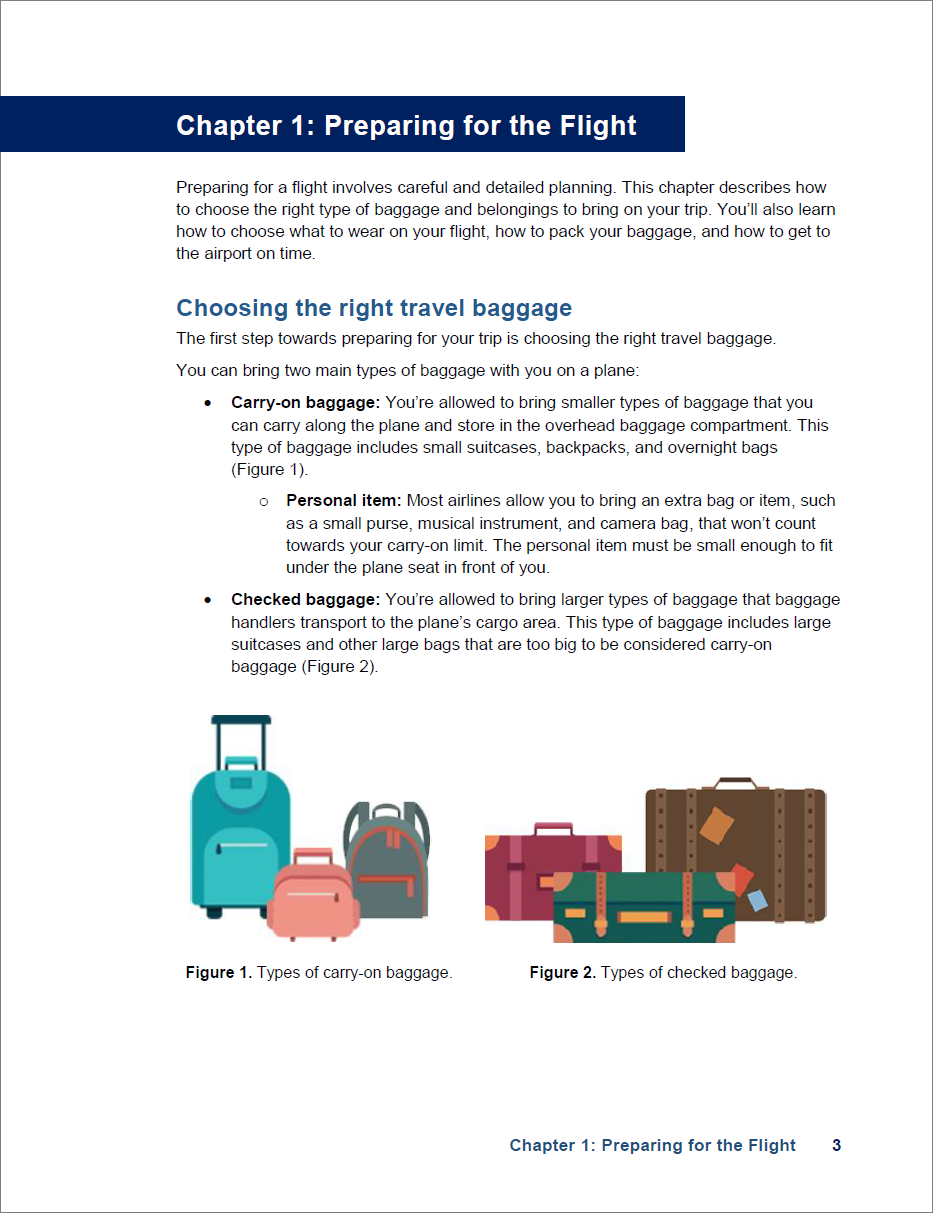 Chapter 1: Preparing for the Flight
Preparing for a flight involves careful and detailed planning. This chapter describes how
to choose the right type of baggage and belongings to bring on your trip. You’ll also learn
how to choose what to wear on your flight, how to pack your baggage, and how to get to
the airport on time.
Choosing the right travel baggage
The first step towards preparing for your trip is choosing the right travel baggage.
You can bring two main types of baggage with you on a plane:
• Carry-on baggage: You’re allowed to bring smaller types of baggage that you
can carry along the plane and store in the overhead baggage compartment. This
type of baggage includes small suitcases, backpacks, and overnight bags
(Figure 1).
o Personal item: Most airlines allow you to bring an extra bag or item, such
as a small purse, musical instrument, and camera bag, that won’t count
towards your carry-on limit. The personal item must be small enough to fit
under the plane seat in front of you.
• Checked baggage: You’re allowed to bring larger types of baggage that baggage
handlers transport to the plane’s cargo area. This type of baggage includes large
suitcases and other large bags that are too big to be considered carry-on
baggage (Figure 2).
Figure 1. Types of carry-on baggage.
Figure 2. Types of checked baggage.
Chapter 1: Preparing for the Flight 3